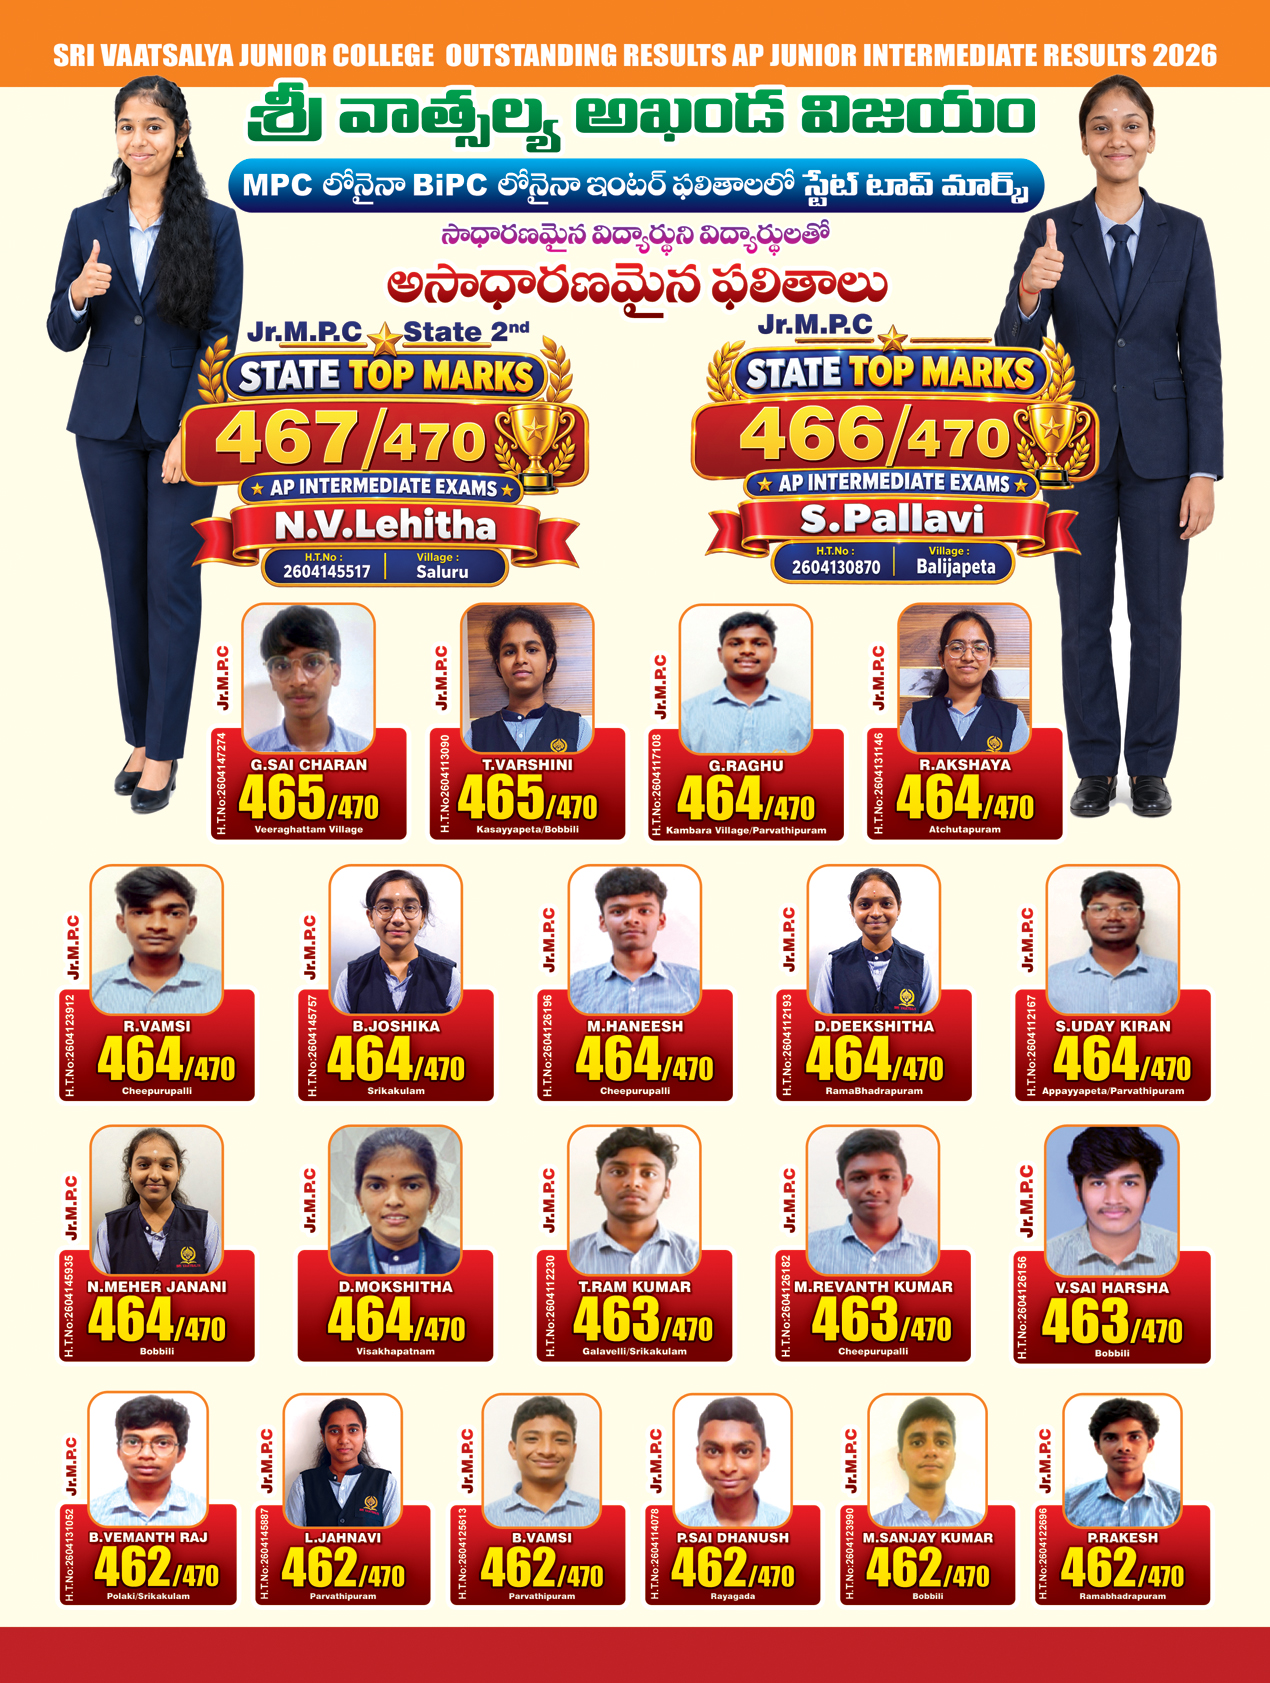 SRI VAATSALYA JUNIOR COLLEGE OUTSTANDING RESULTS AP JUNIOR INTERMEDIATE RESULTS 2026
శ్రీ వాత్సల్య అఖండ విజయం
MPC లోనైనా BiPC లోనైనా ఇంటర్ ఫలితాలలో స్టేట్ టాప్ మార్క్స్
సాధారణమైన విద్యార్థుని విద్యార్థులతో
అసాధారణమైన ఫలితాలు
Jr.M.P.C State 2nd
STATE TOP MARKS
467/470
AP INTERMEDIATE EXAMS
N.V.Lehitha
H.T.No : 2604145517
Village : Saluru
Jr.M.P.C
STATE TOP MARKS
466/470
AP INTERMEDIATE EXAMS
S.Pallavi
H.T.No : 2604130870
Village : Balijapeta
Jr.M.P.C
H.T.No:2604147274
G.SAI CHARAN
465/470
Veeraghattam Village
Jr.M.P.C
H.T.No2604113090
T.VARSHINI
465/470
Kasayyapeta/Bobbili
Jr.M.P.C
H.T.No:2604117108
G.RAGHU
464/470
Kambara Village/Parvathipuram
Jr.M.P.C
H.T.No:2604131146
R.AKSHAYA
464/470
Atchutapuram
Jr.M.P.C
H.T.No:2604123912
R.VAMSI
464/470
Cheepurupalli
Jr.M.P.C
H.T.No:2604145757
B.JOSHIKA
464/470
Srikakulam
Jr.M.P.C
H.T.No:2604126196
M.HANEESH
464/470
Cheepurupalli
Jr.M.P.C
H.T.No:2604112193
D.DEEKSHITHA
464/470
RamaBhadrapuram
Jr.M.P.C
H.T.No:2604112167
S.UDAY KIRAN
464/470
Appayyapeta/Parvathipuram
Jr.M.P.C
H.T.No:2604145935
N.MEHER JANANI
464/470
Bobbili
Jr.M.P.C
D.MOKSHITHA
464/470
Visakhapatnam
Jr.M.P.C
H.T.No:2604112230
T.RAM KUMAR
463/470
Galavelli/Srikakulam
Jr.M.P.C
H.T.No:2604126182
M.REVANTH KUMAR
463/470
Cheepurupalli
Jr.M.P.C
H.T.No:2604126156
V.SAI HARSHA
463/470
Bobbili
Jr.M.P.C
H.T.No:2604131052
B.VEMANTH RAJ
462/470
Polaki/Srikakulam
Jr.M.P.C
H.T.No:2604145887
L.JAHNAVI
462/470
Parvathipuram
Jr.M.P.C
H.T.No:2604125613
B.VAMSI
462/470
Parvathipuram
Jr.M.P.C
H.T.No:2604114078
P.SAI DHANUSH
462/470
Rayagada
Jr.M.P.C
H.T.No:2604123990
M.SANJAY KUMAR
462/470
Bobbili
Jr.M.P.C
H.T.No:2604122696
P.RAKESH
462/470
Ramabhadrapuram